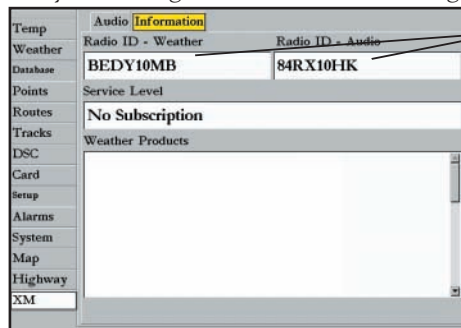 Audio Information
Temp
Weather
Database
Points
Routes
Tracks
DSC
Card
Setup
Alarms
System
Map
Highway
XM
Radio ID - Weather
Radio ID - Audio
BEDY10MB
84RX10HK
Service Level
No Subscription
Weather Products